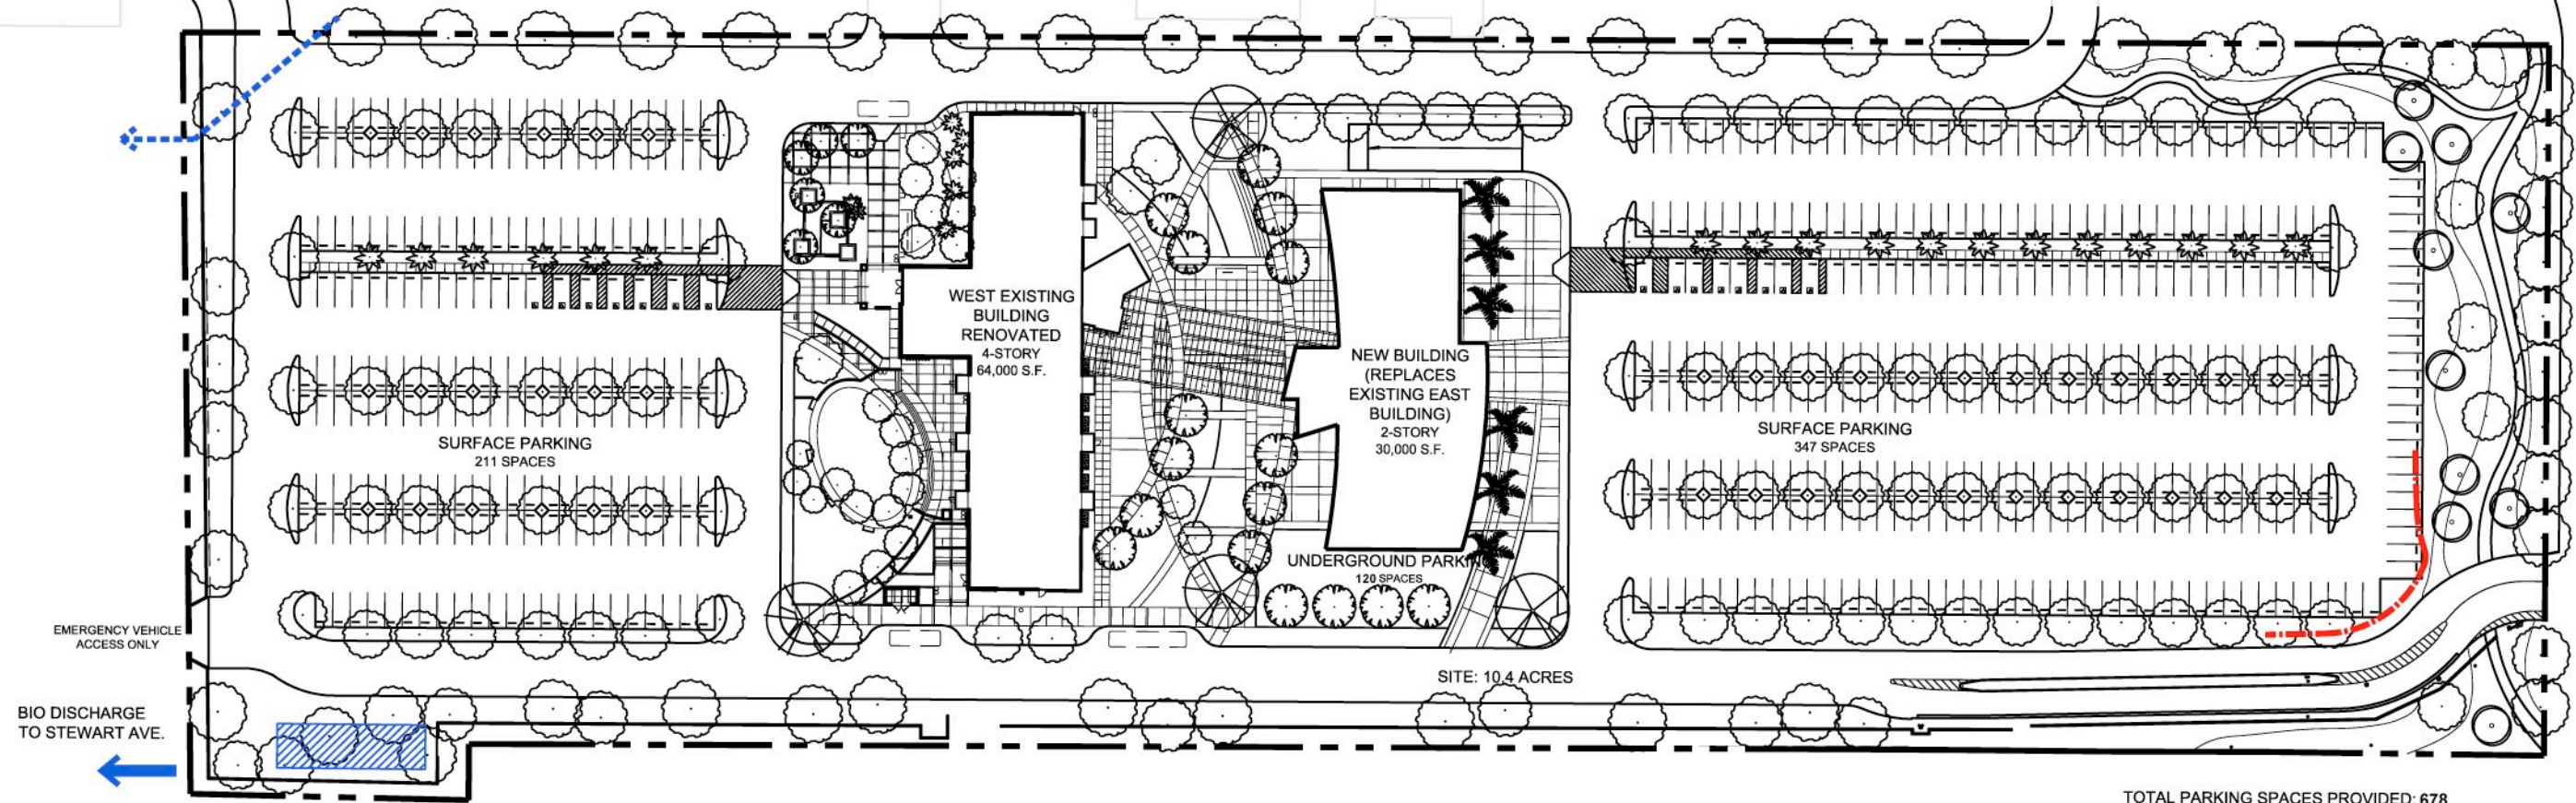 WEST EXISTING
BUILDING
RENOVATED
4-STORY
64,000 S.F.
NEW BUILDING
(REPLACES
EXISTING EAST
BUILDING)
2-STORY
30,000 S.F.
SURFACE PARKING
211 SPACES
SURFACE PARKING
347 SPACES
UNDERGROUND PARKING
120 SPACES
EMERGENCY VEHICLE
ACCESS ONLY
SITE: 10.4 ACRES
BIO DISCHARGE
TO STEWART AVE.
TOTAL PARKING SPACES PROVIDED: 678